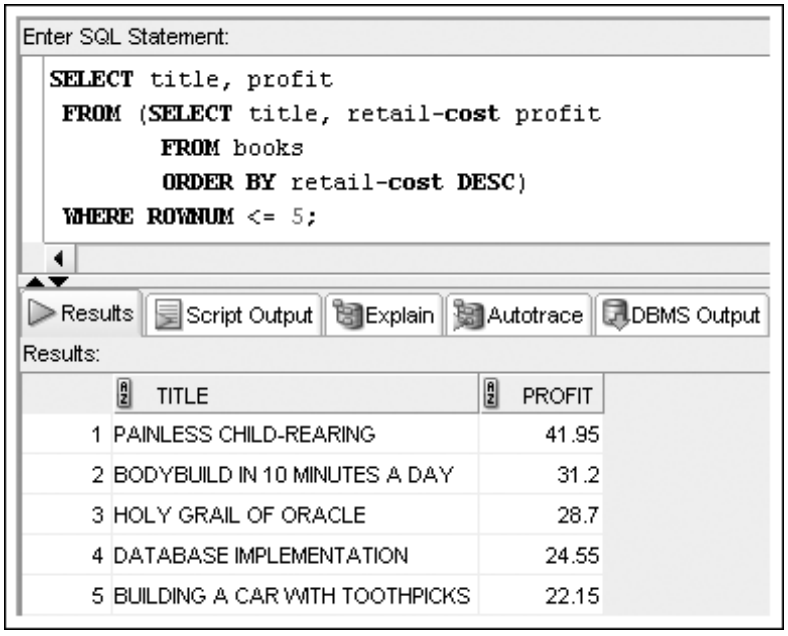 Enter SQL Statement:
SELECT title, profit
FROM (SELECT title, retail-cost profit
FROM books
ORDER BY retail-cost DESC)
WHERE ROWNUM <= 5;
Results Script Output Explain Autotrace DBMS Output
Results:
TITLE PROFIT
1 PAINLESS CHILD-REARING 41.95
2 BODYBUILD IN 10 MINUTES A DAY 31.2
3 HOLY GRAIL OF ORACLE 28.7
4 DATABASE IMPLEMENTATION 24.55
5 BUILDING A CAR WITH TOOTHPICKS 22.15